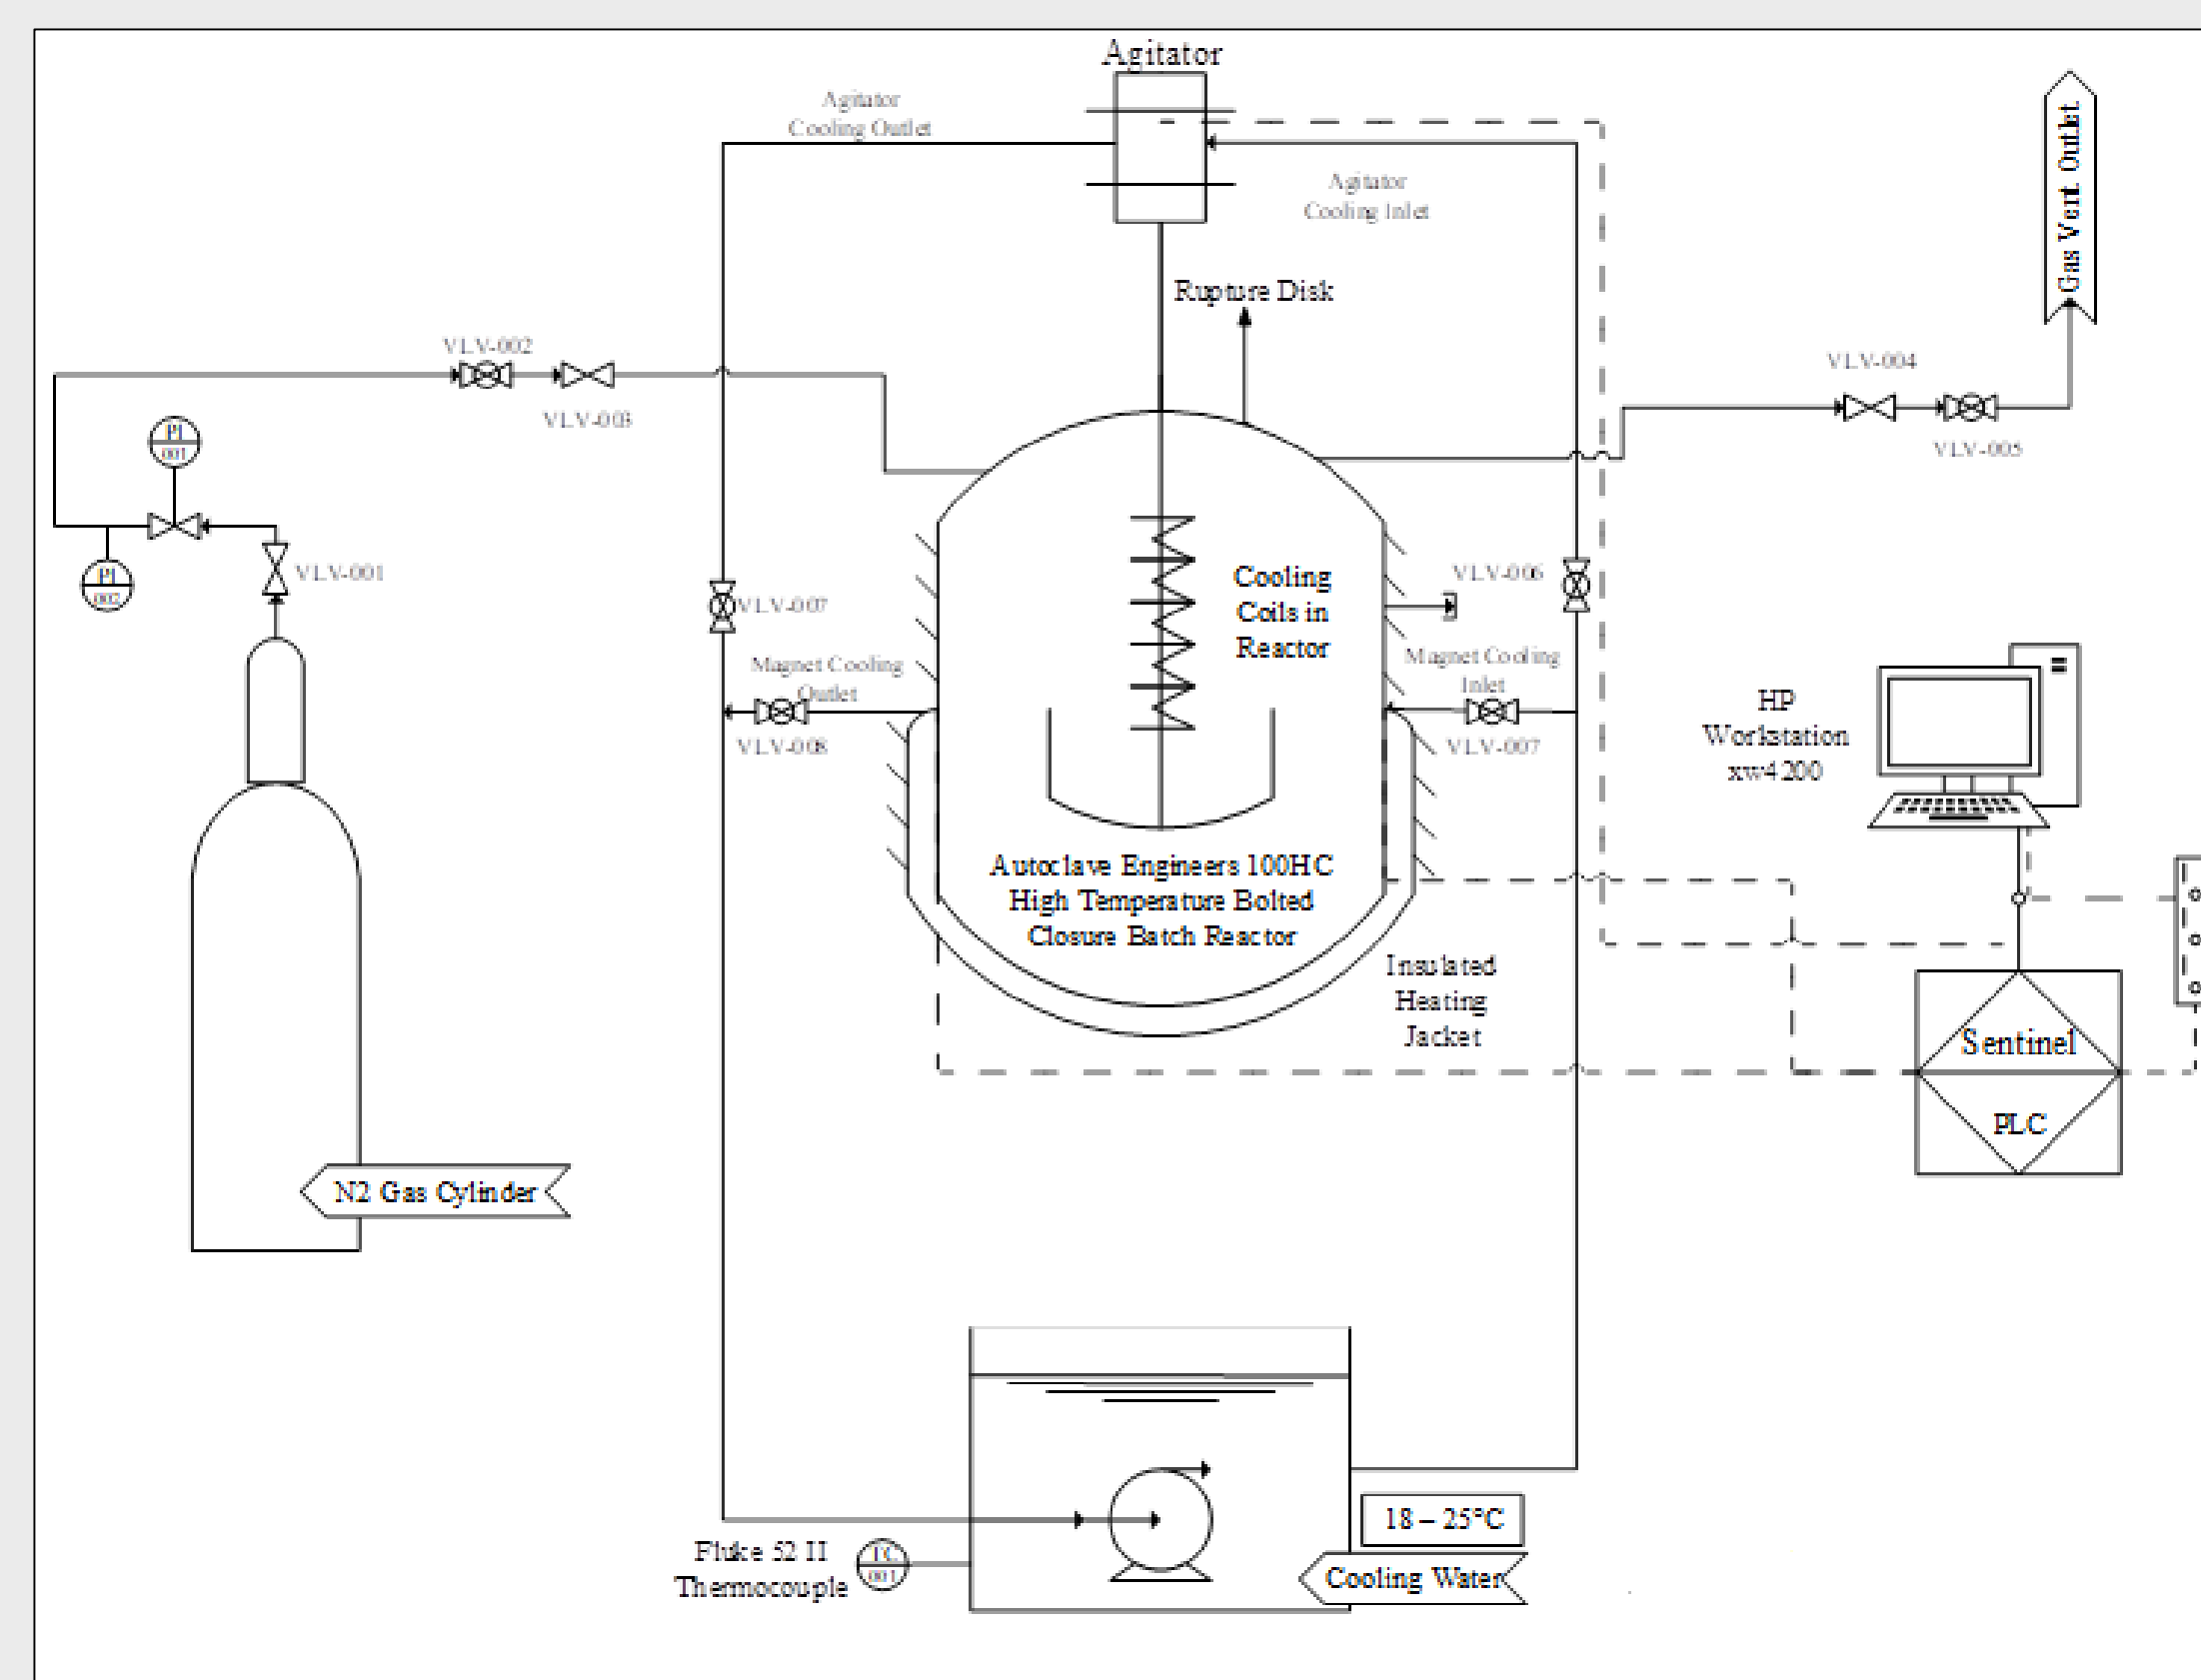 Agitator
Agitator
Cooling Outlet
Agitator
Cooling Inlet
Gas Vent Outlet
Rupture Disk
VLV-002
VLV-003
VLV-004
VLV-005
PI
001
PI
002
VLV-001
Cooling
Coils in
Reactor
VLV-006
VLV-007
Magnet Cooling
Outlet
VLV-008
Magnet Cooling
Inlet
VLV-007
HP
Workstation
xw4200
Autoclave Engineers 100HC
High Temperature Bolted
Closure Batch Reactor
Insulated
Heating
Jacket
Sentinel
PLC
N2 Gas Cylinder
18 – 25°C
Fluke 52 II
Thermocouple
TC
001
Cooling Water